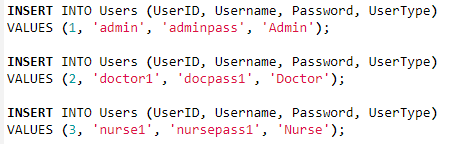 INSERT INTO Users (UserID, Username, Password, UserType)
VALUES (1, 'admin', 'adminpass', 'Admin');
INSERT INTO Users (UserID, Username, Password, UserType)
VALUES (2, 'doctor1', 'docpass1', 'Doctor');
INSERT INTO Users (UserID, Username, Password, UserType)
VALUES (3, 'nurse1', 'nursepass1', 'Nurse');